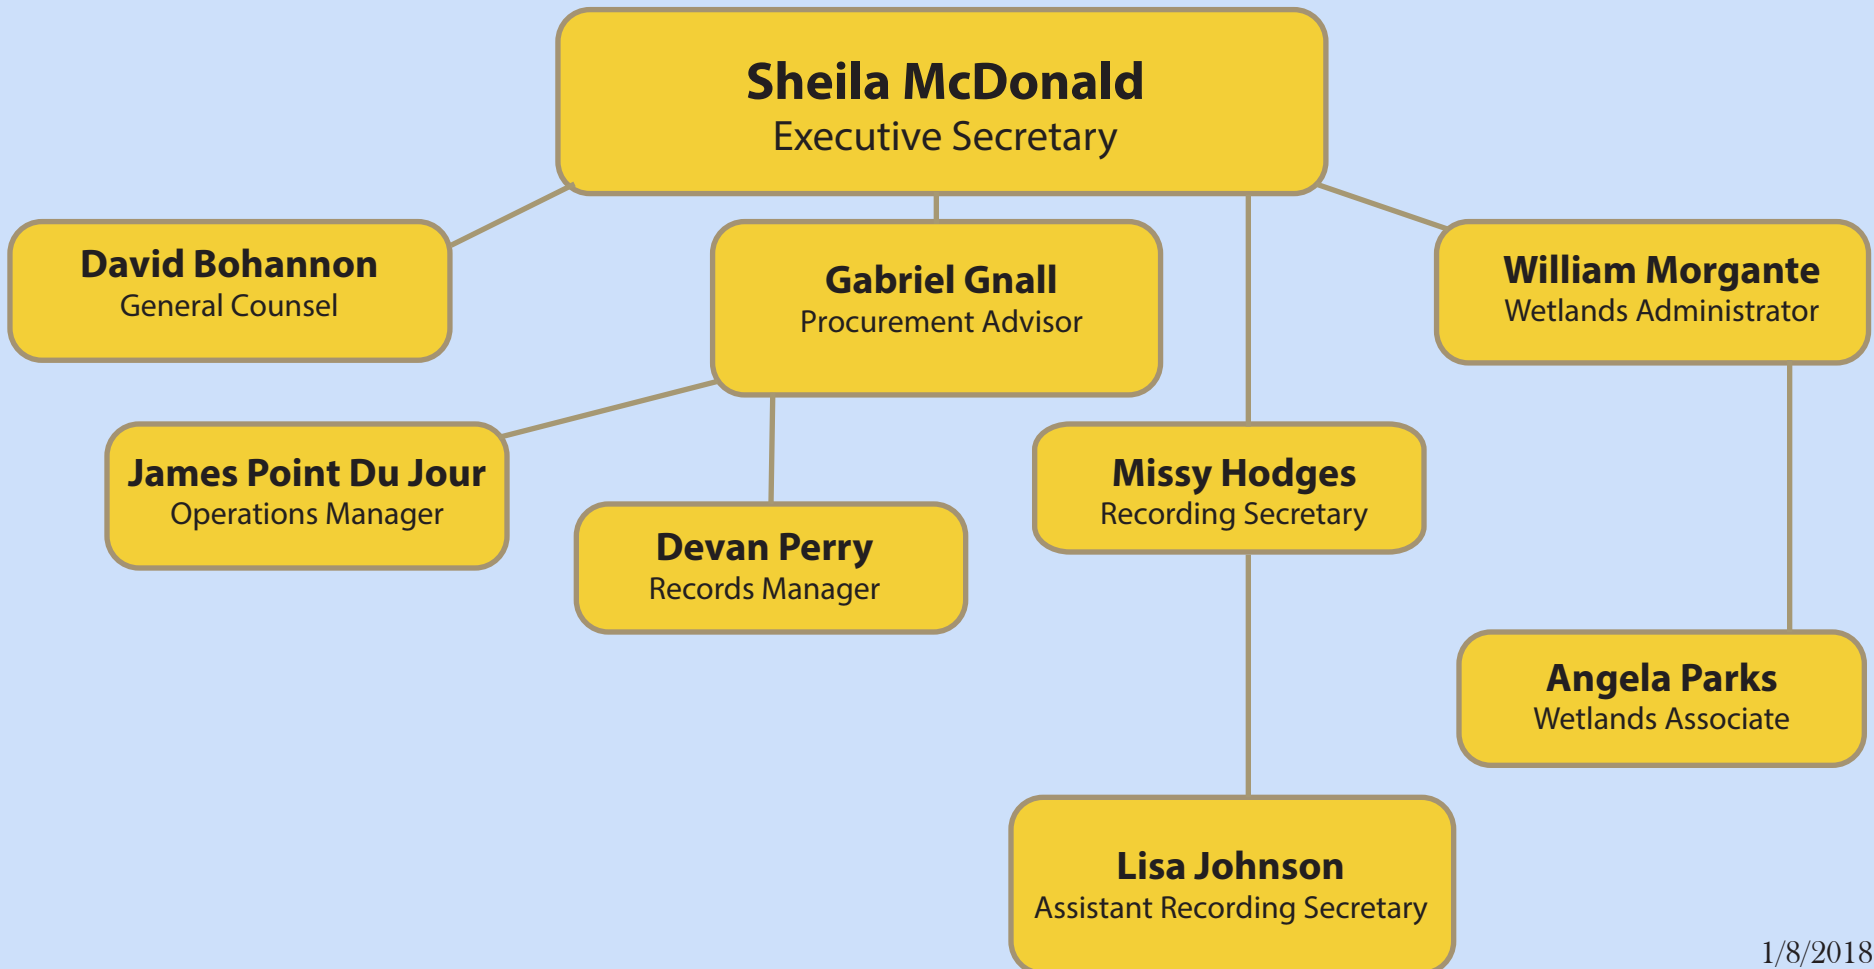 Sheila McDonald
Executive Secretary
David Bohannon
General Counsel
Gabriel Gnall
Procurement Advisor
William Morgante
Wetlands Administrator
James Point Du Jour
Operations Manager
Missy Hodges
Recording Secretary
Devan Perry
Records Manager
Angela Parks
Wetlands Associate
Lisa Johnson
Assistant Recording Secretary
1/8/2018